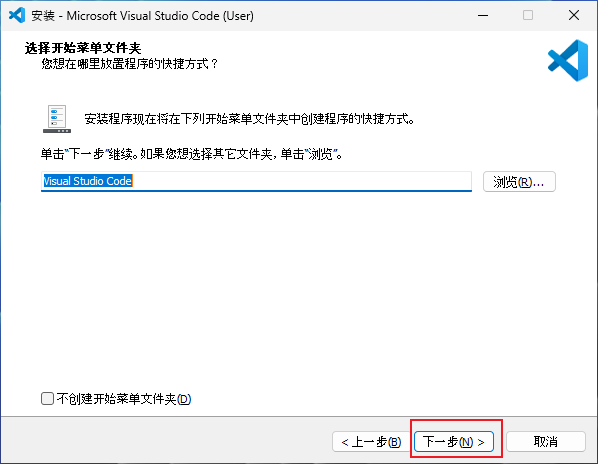 安装 - Microsoft Visual Studio Code (User)
选择开始菜单文件夹
您想在哪里放置程序的快捷方式？
安装程序现在将在下列开始菜单文件夹中创建程序的快捷方式。
单击“下一步”继续。如果您想选择其它文件夹，单击“浏览”。
Visual Studio Code
浏览(R)...
不创建开始菜单文件夹(D)
< 上一步(B)
下一步(N) >
取消